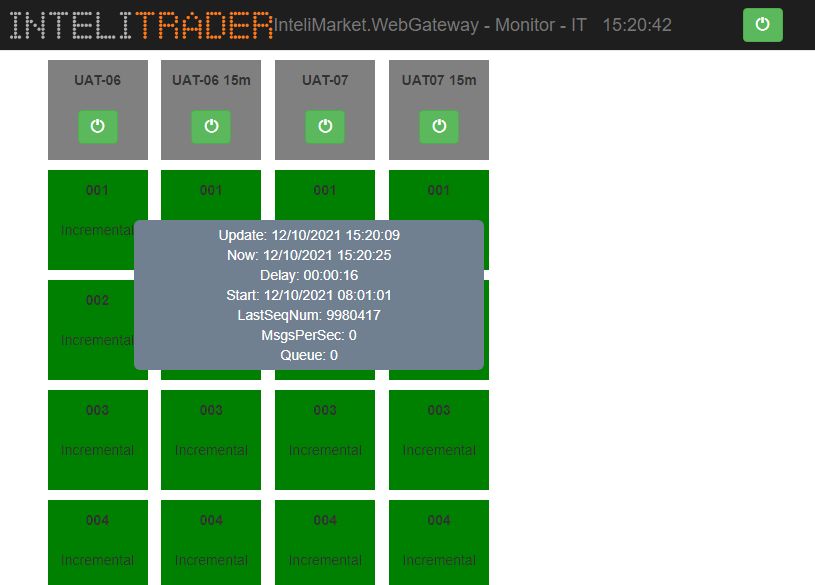 INTELITRADER InteliMarket.WebGateway - Monitor - IT 15:20:42
UAT-06 UAT-06 15m UAT-07 UAT07 15m
001 001 001 001
Incremental
Update: 12/10/2021 15:20:09
Now: 12/10/2021 15:20:25
Delay: 00:00:16
Start: 12/10/2021 08:01:01
LastSeqNum: 9980417
MsgsPerSec: 0
Queue: 0
002
Incremental
003 003 003 003
Incremental Incremental Incremental Incremental
004 004 004 004
Incremental Incremental Incremental Incremental